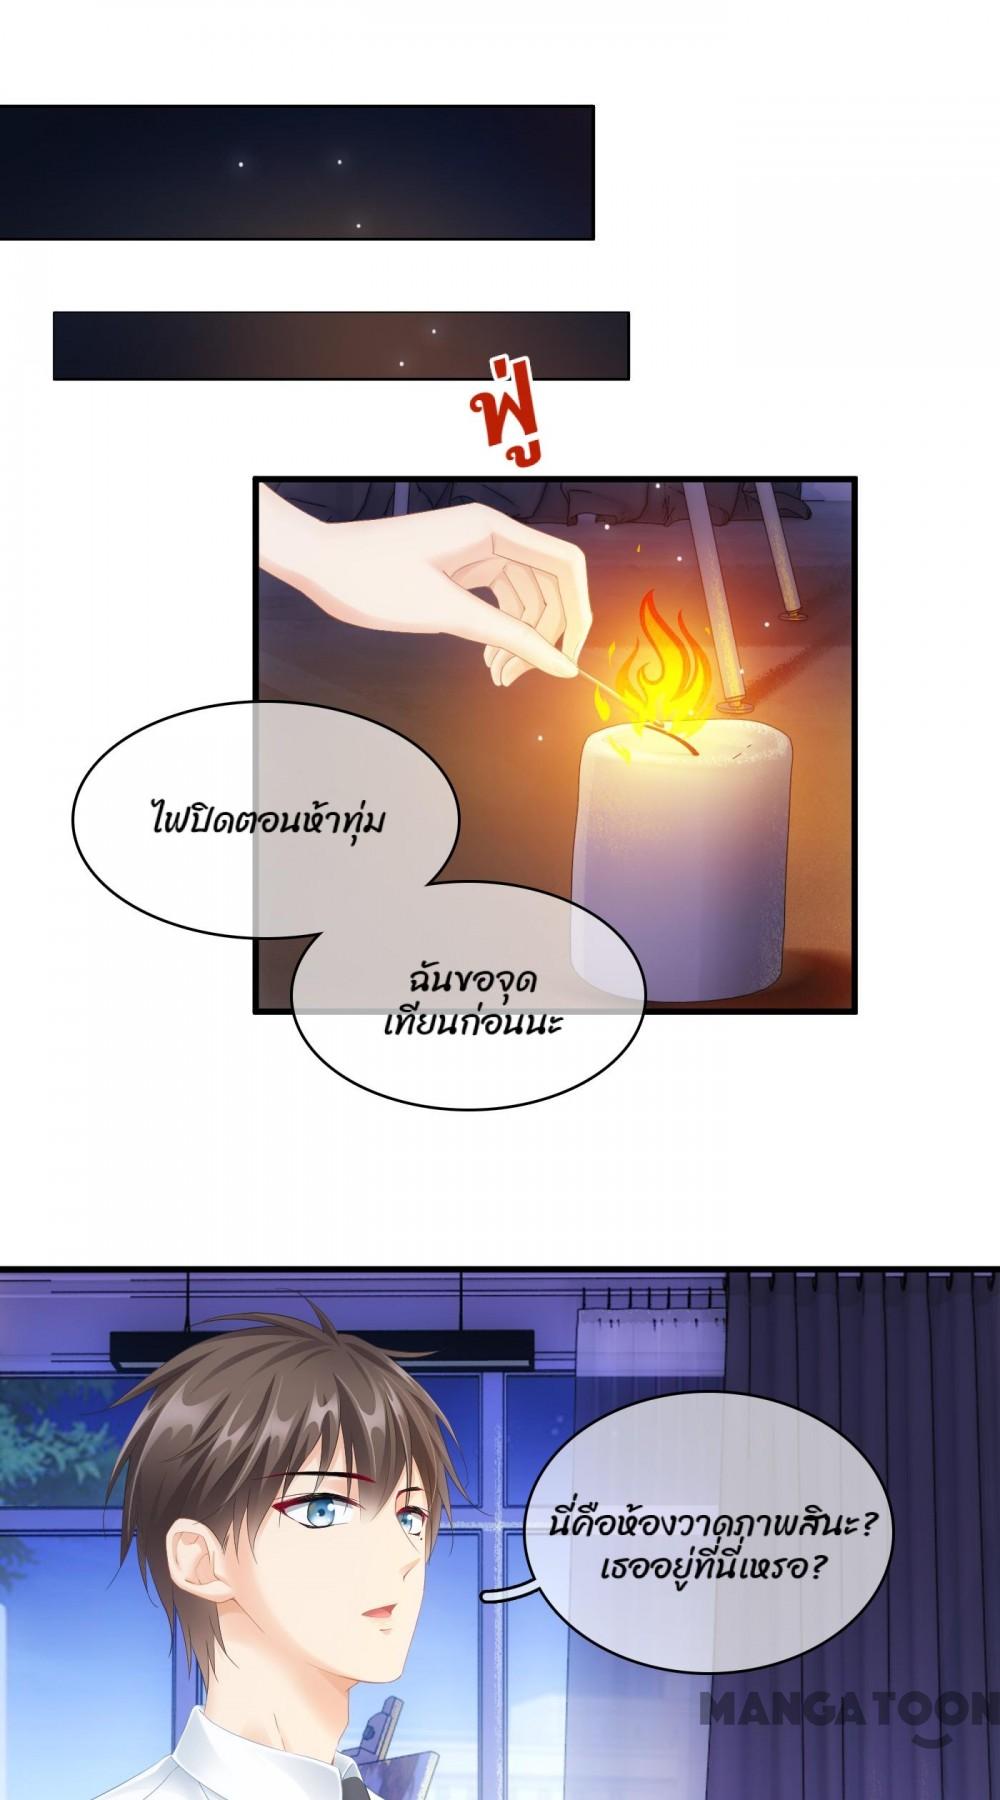 ฟู่
ไฟปิดตอนห้าทุ่ม
ฉันขอจุด
เทียนก่อนนะ
นี่คือห้องวาดภาพสินะ?
เธออยู่ที่นี่เหรอ?
MANGATOON